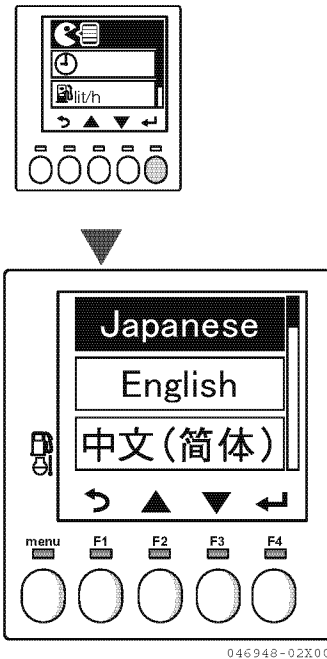 lit/h
Japanese
English
中文(简体)
menu F1 F2 F3 F4
046948-02X00